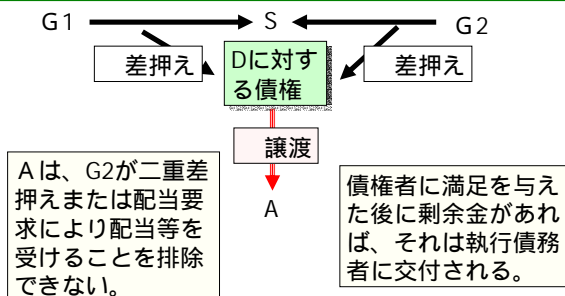 G1
S
G2
差押え
Dに対す
る債権
差押え
譲渡
A
Ａは、G2が二重差
押えまたは配当要
求により配当等を
受けることを排除
できない。
債権者に満足を与え
た後に剰余金があれ
ば、それは執行債務
者に交付される。